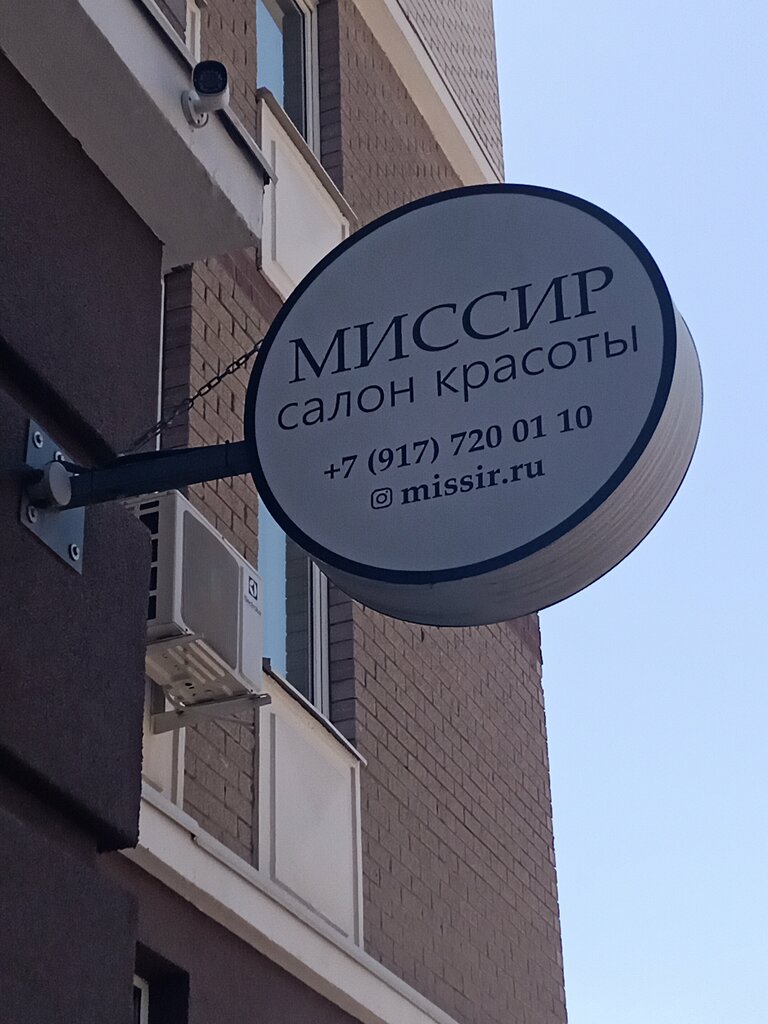 МИССИР
салон красоты
+7 (917) 720 01 10
missir.ru